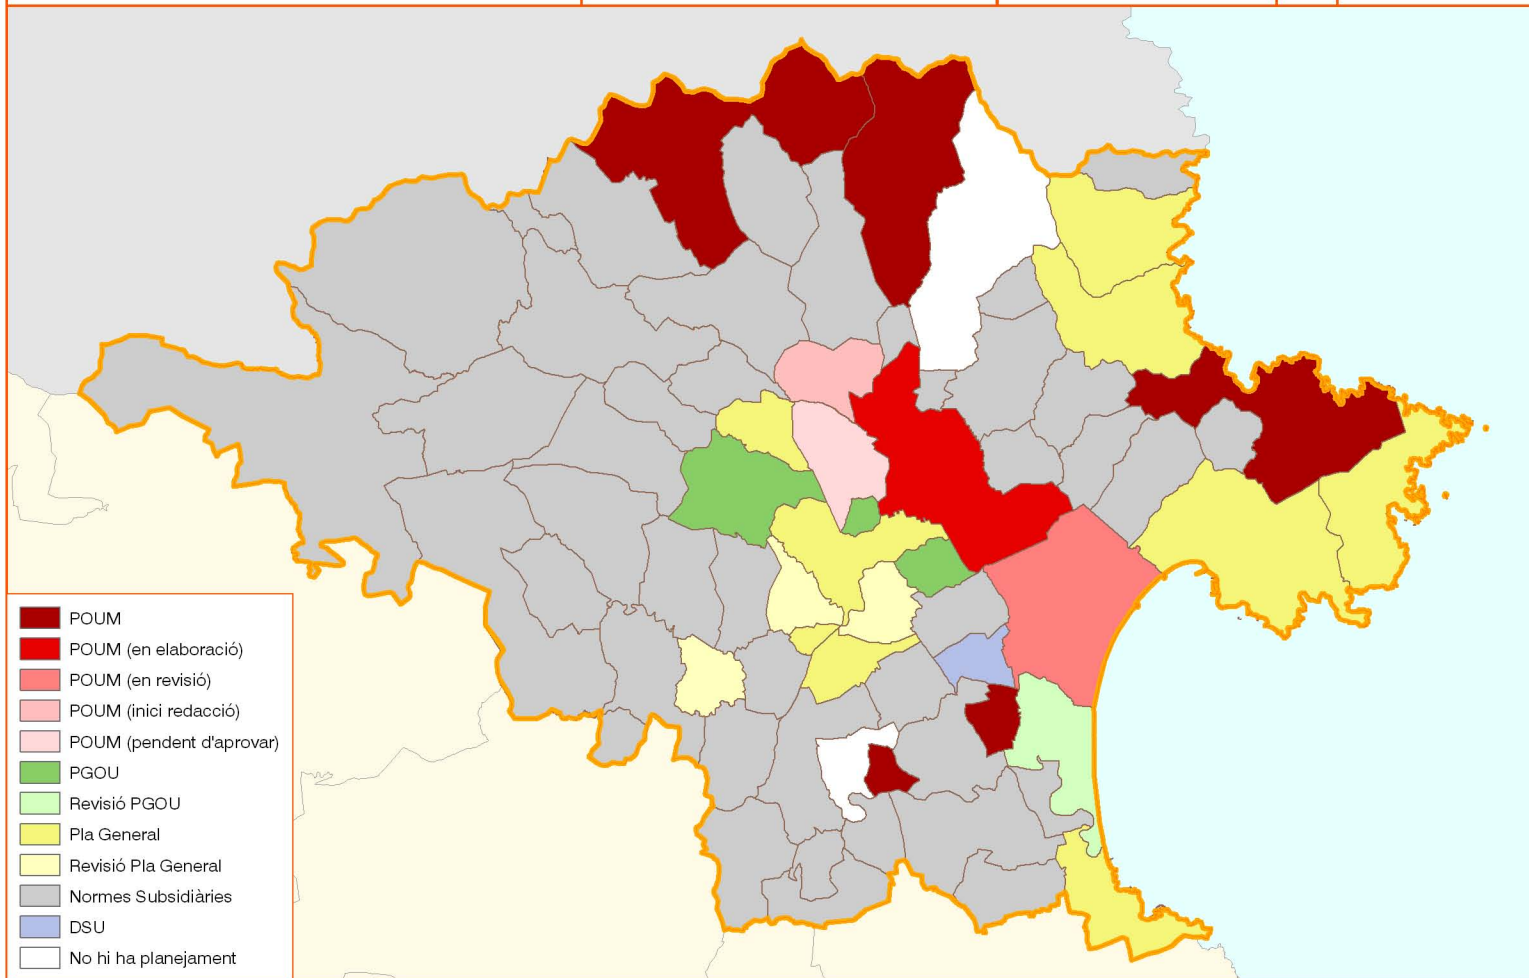 POUM
POUM (en elaboració)
POUM (en revisió)
POUM (inici redacció)
POUM (pendent d'aprovar)
PGOU
Revisió PGOU
Pla General
Revisió Pla General
Normes Subsidiàries
DSU
No hi ha planejament